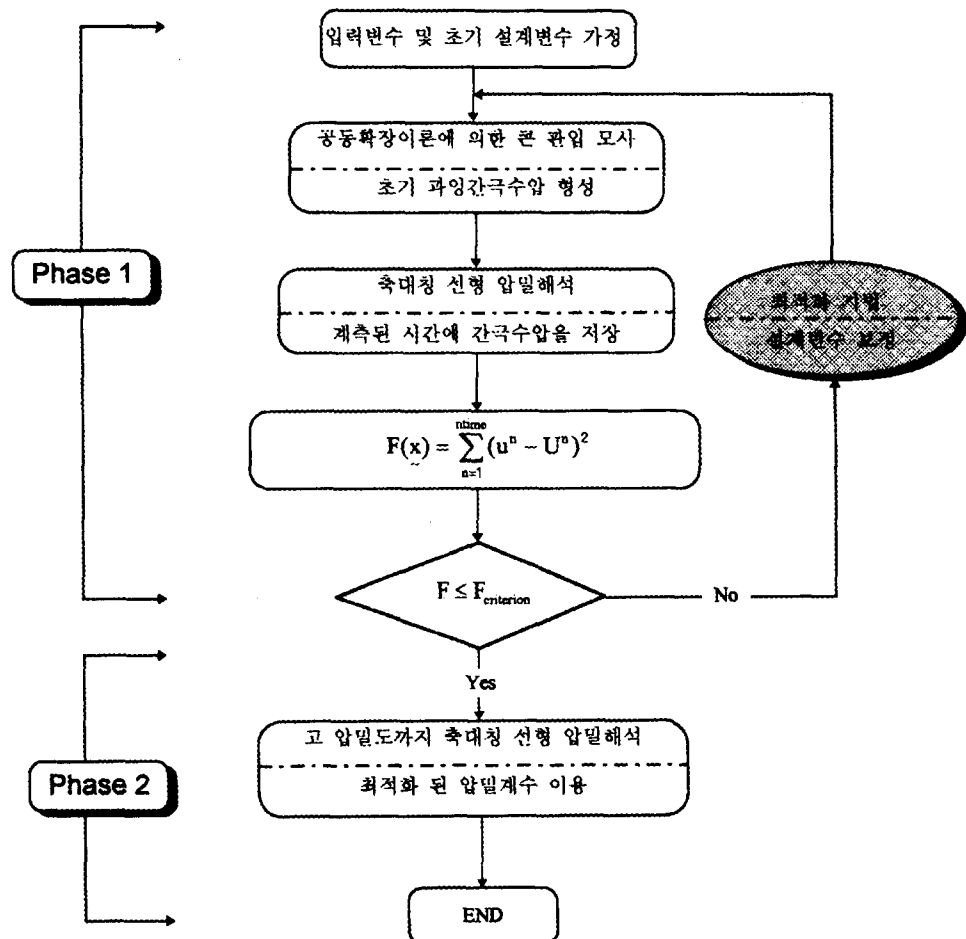 입력변수 및 초기 설계변수 가정
공동확장이론에 의한 콘 관입 모사
초기 과잉간극수압 형성
Phase 1
축대칭 선형 압밀해석
계측된 시간에 간극수압을 저장
최적화 기법
설계변수 보정
F(x) = \sum_{n=1}^{ntime} (u^n - U^n)^2
F ≤ F_criterion
No
Yes
고 압밀도까지 축대칭 선형 압밀해석
최적화 된 압밀계수 이용
Phase 2
END